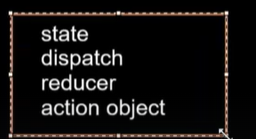 state
dispatch
reducer
action object